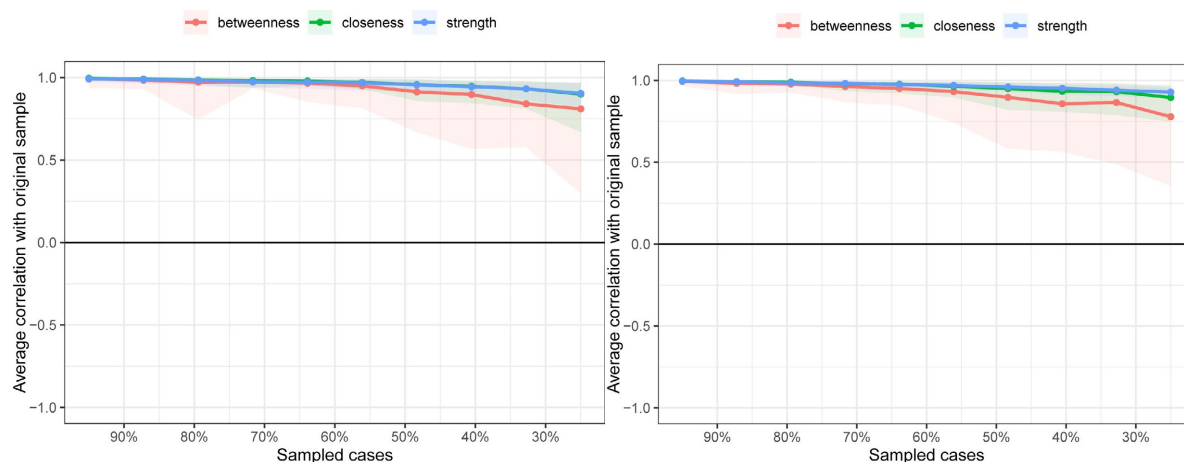 betweenness closeness strength
1.0
0.5
0.0
−0.5
−1.0
Average correlation with original sample
90% 80% 70% 60% 50% 40% 30%
Sampled cases
betweenness closeness strength
1.0
0.5
0.0
−0.5
−1.0
Average correlation with original sample
90% 80% 70% 60% 50% 40% 30%
Sampled cases